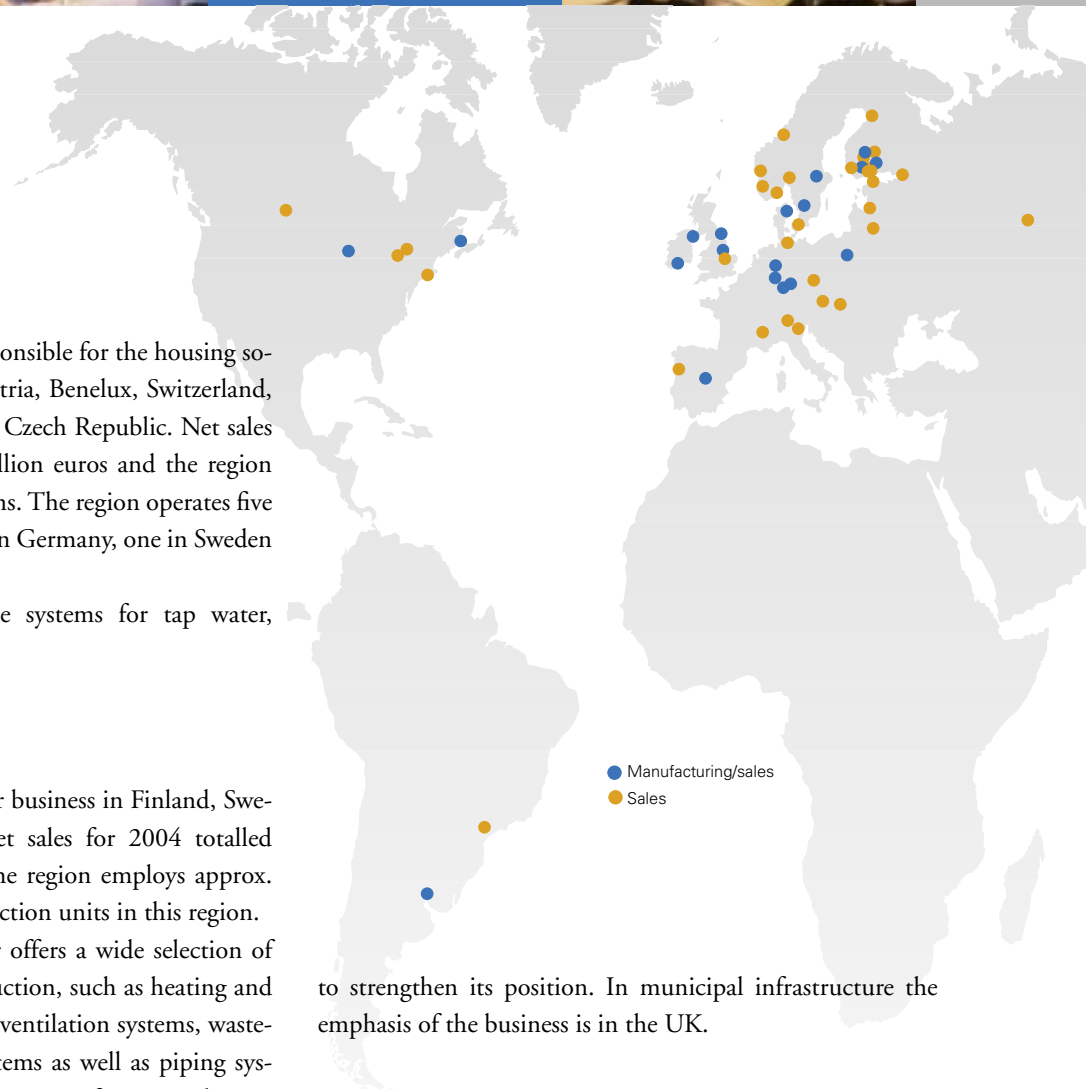 onsible for the housing so-
tria, Benelux, Switzerland,
Czech Republic. Net sales
llion euros and the region
ns. The region operates five
n Germany, one in Sweden
e systems for tap water,
r business in Finland, Swe-
et sales for 2004 totalled
ne region employs approx.
ction units in this region.
r offers a wide selection of
uction, such as heating and
ventilation systems, waste-
tems as well as piping sys-
Manufacturing/sales
Sales
to strengthen its position. In municipal infrastructure the
emphasis of the business is in the UK.